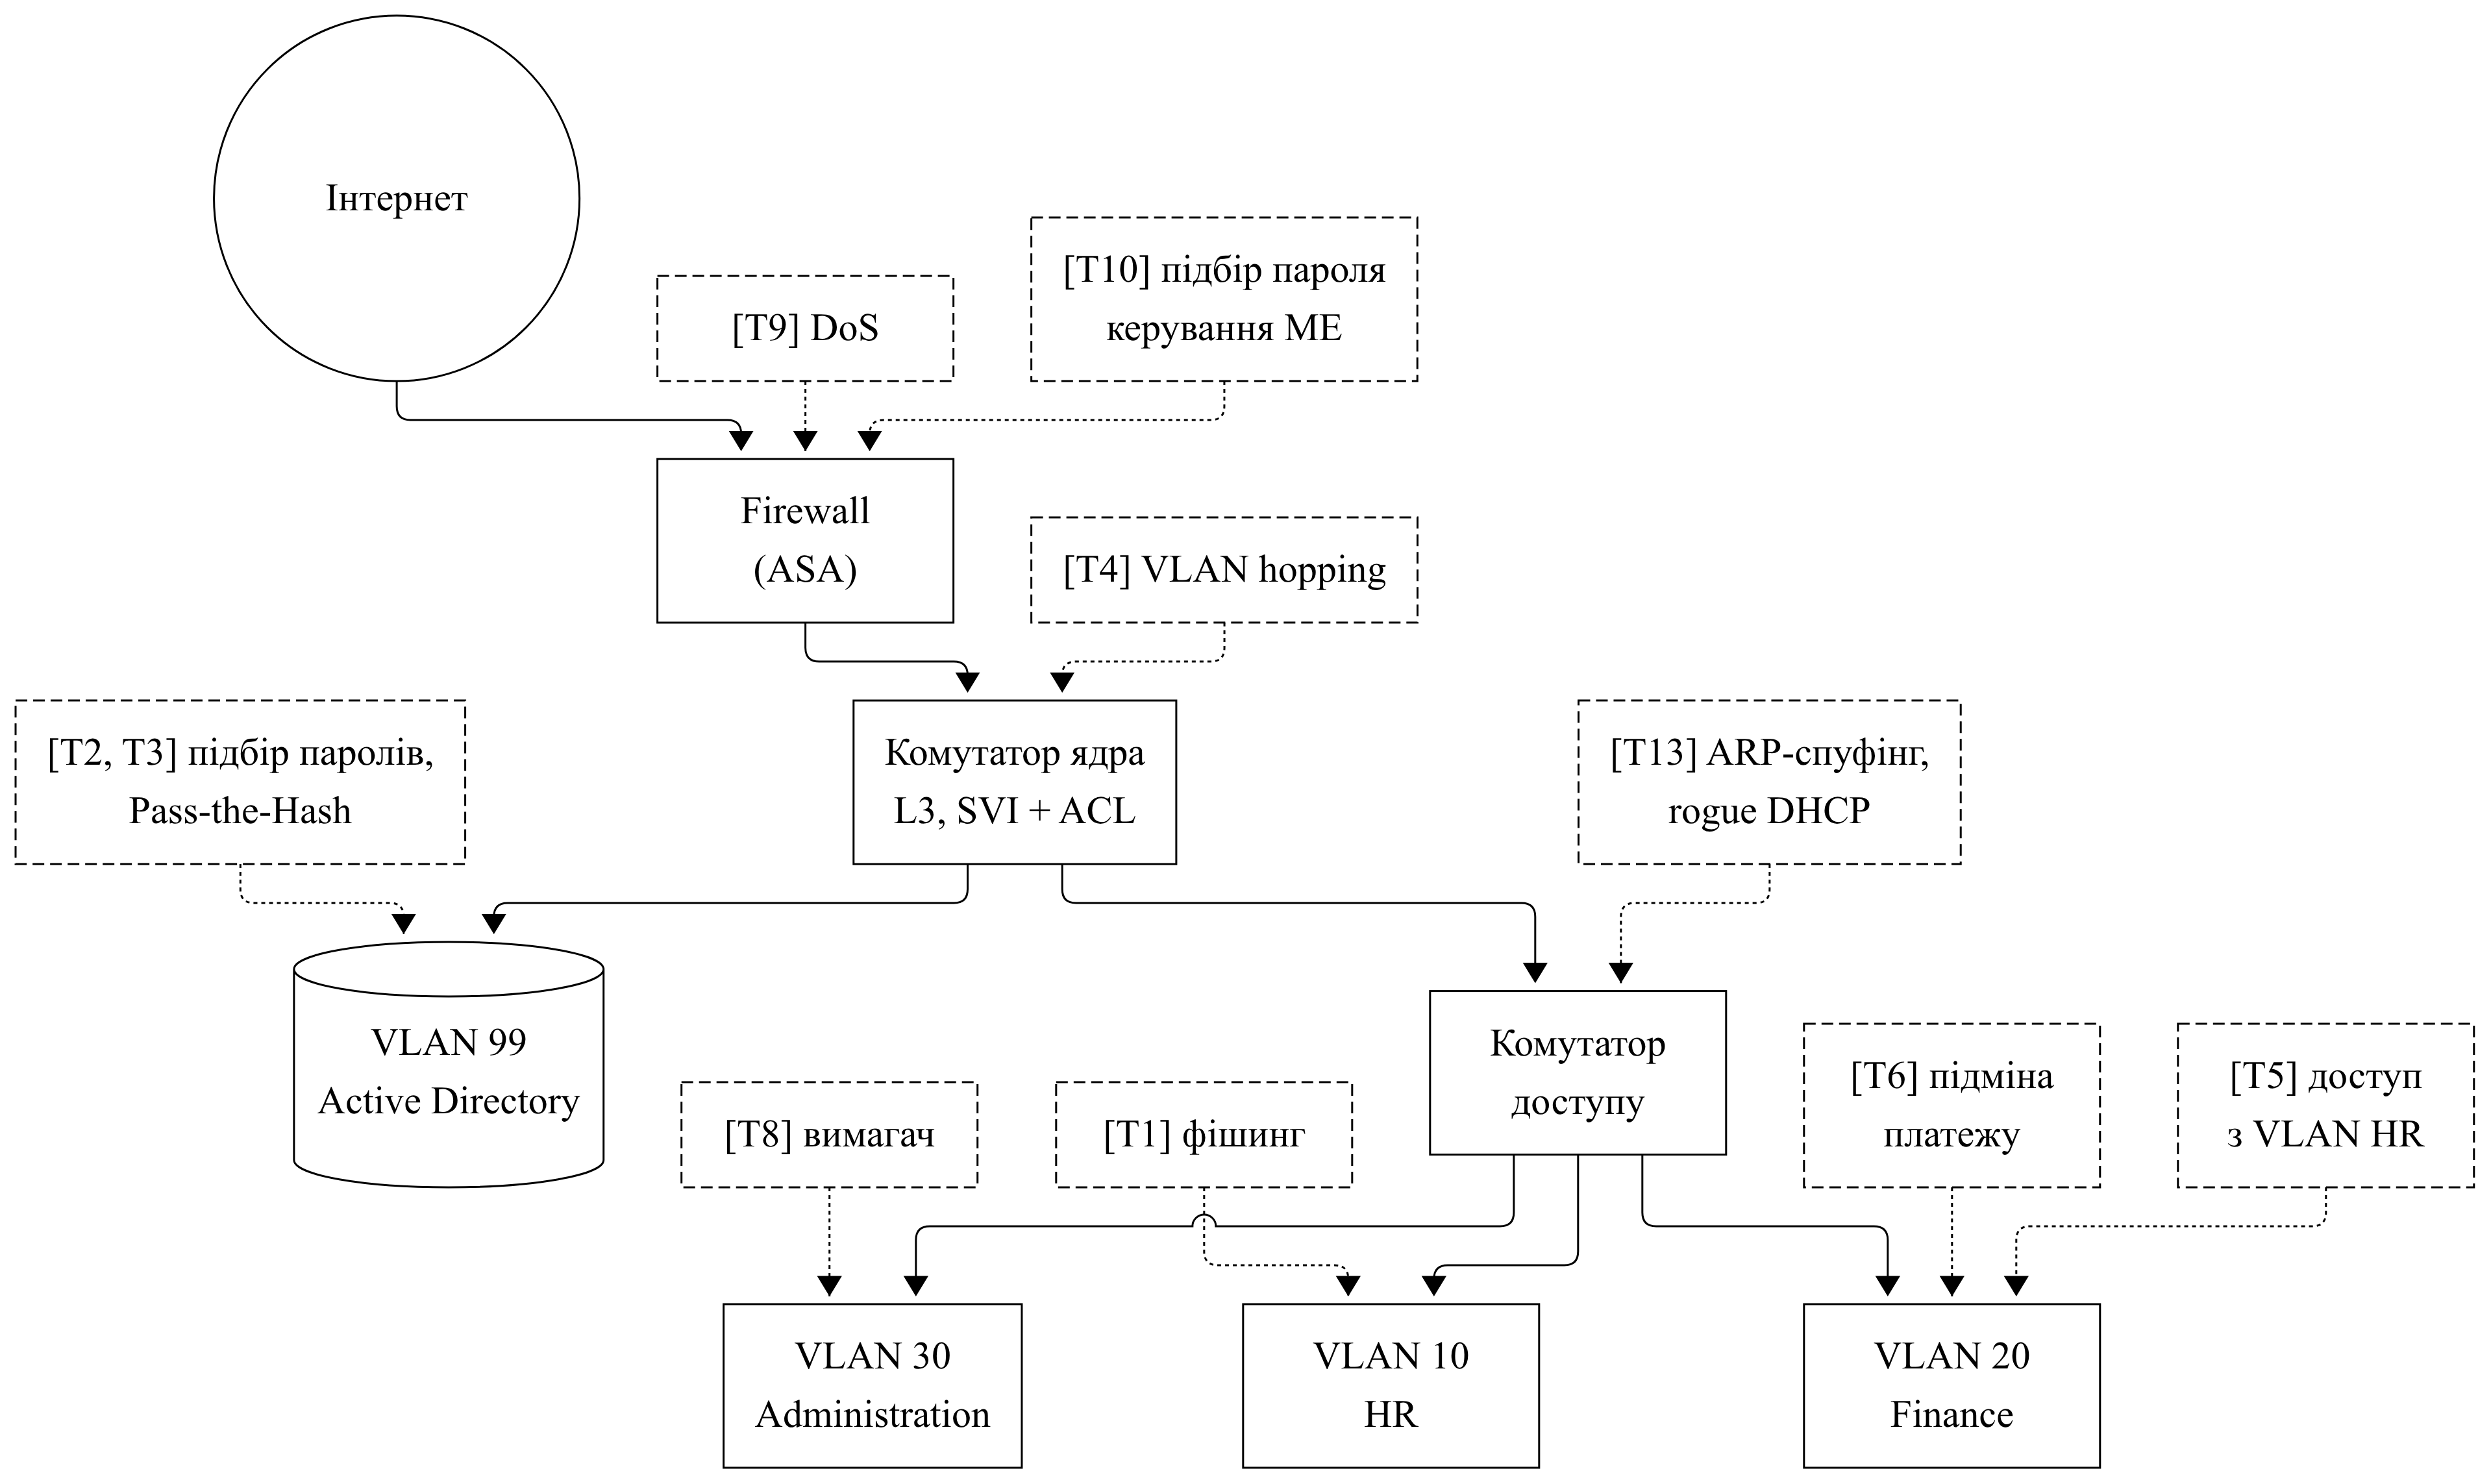 Інтернет
[T9] DoS
[T10] підбір пароля
керування МЕ
Firewall
(ASA)
[T4] VLAN hopping
[T2, T3] підбір паролів,
Pass-the-Hash
Комутатор ядра
L3, SVI + ACL
[T13] ARP-спуфінг,
rogue DHCP
VLAN 99
Active Directory
[T8] вимагач
[T1] фішинг
Комутатор
доступу
[T6] підміна
платежу
[T5] доступ
з VLAN HR
VLAN 30
Administration
VLAN 10
HR
VLAN 20
Finance